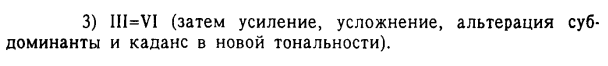 3) III=VI (затем усиление, усложнение, альтерация суб-
доминанты и каданс в новой тональности).